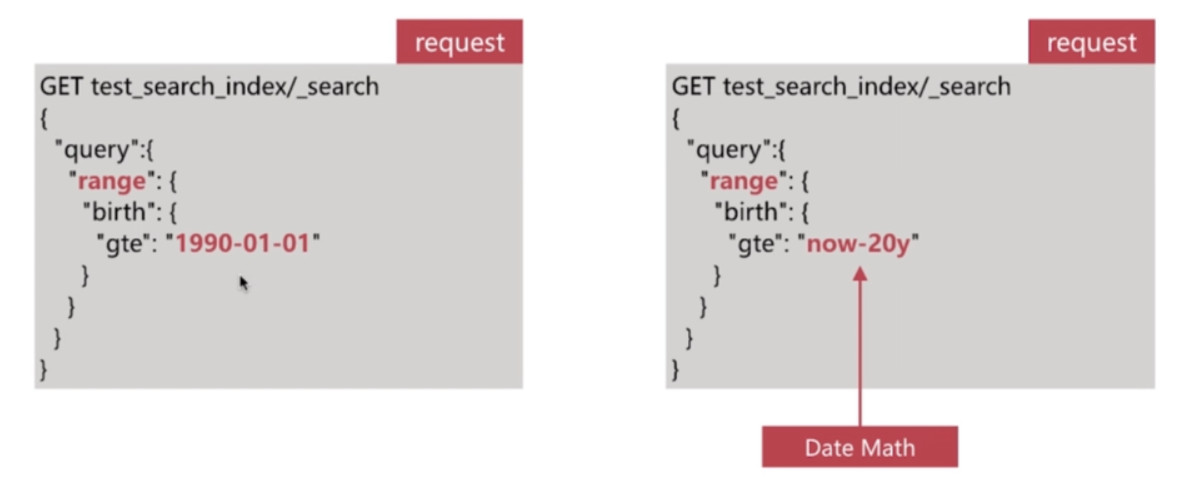 request
GET test_search_index/_search
{
"query":{
"range": {
"birth": {
"gte": "1990-01-01"
}
}
}
}
request
GET test_search_index/_search
{
"query":{
"range": {
"birth": {
"gte": "now-20y"
}
}
}
}
Date Math